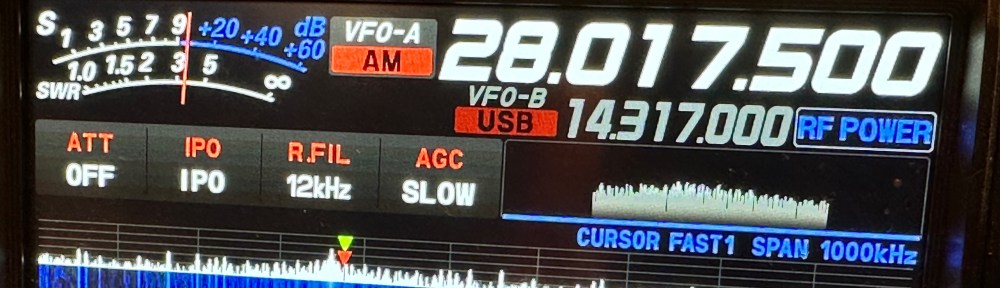 S 1 3 5 7 9 +20 +40 +60 dB
1.0 1.5 2 3 5 ∞
SWR
VFO-A
AM
28.017.500
VFO-B
USB 14.317.000 RF POWER
ATT IPO R.FIL AGC
OFF IPO 12kHz SLOW
CURSOR FAST1 SPAN 1000kHz